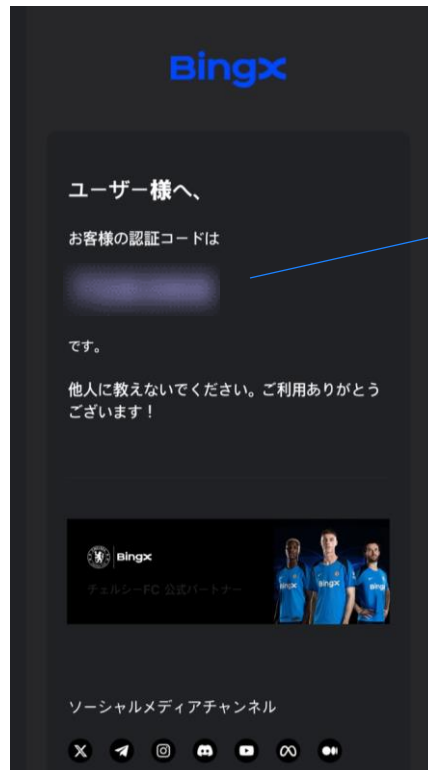 Bingx
ユーザー様へ、
お客様の認証コードは
です。
他人に教えないでください。ご利用ありがとう
ございます！
Bingx
チェルシーFC 公式パートナー
ソーシャルメディアチャンネル